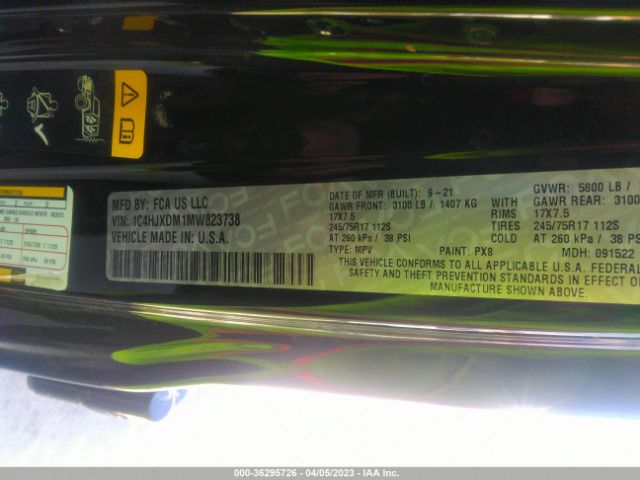 MFD BY: FCA US LLC
VIN: 1C4HJXDM1MW823738
VEHICLE MADE IN: U.S.A.
DATE OF MFR (BUILT): 9-21
GAWR FRONT: 3100 LB / 1407 KG WITH
17X7.5 RIMS
245/75R17 112S TIRES
AT 260 kPa / 38 PSI COLD
TYPE: MPV PAINT: PX8
GVWR: 5800 LB /
GAWR REAR: 3100
17X7.5
245/75R17 112S
AT 260 kPa / 38 PSI
MDH: 091522
THIS VEHICLE CONFORMS TO ALL APPLICABLE U.S.A. FEDERAL
SAFETY AND THEFT PREVENTION STANDARDS IN EFFECT ON
MANUFACTURE SHOWN ABOVE.
000-36295726 - 04/05/2023 - IAA Inc.